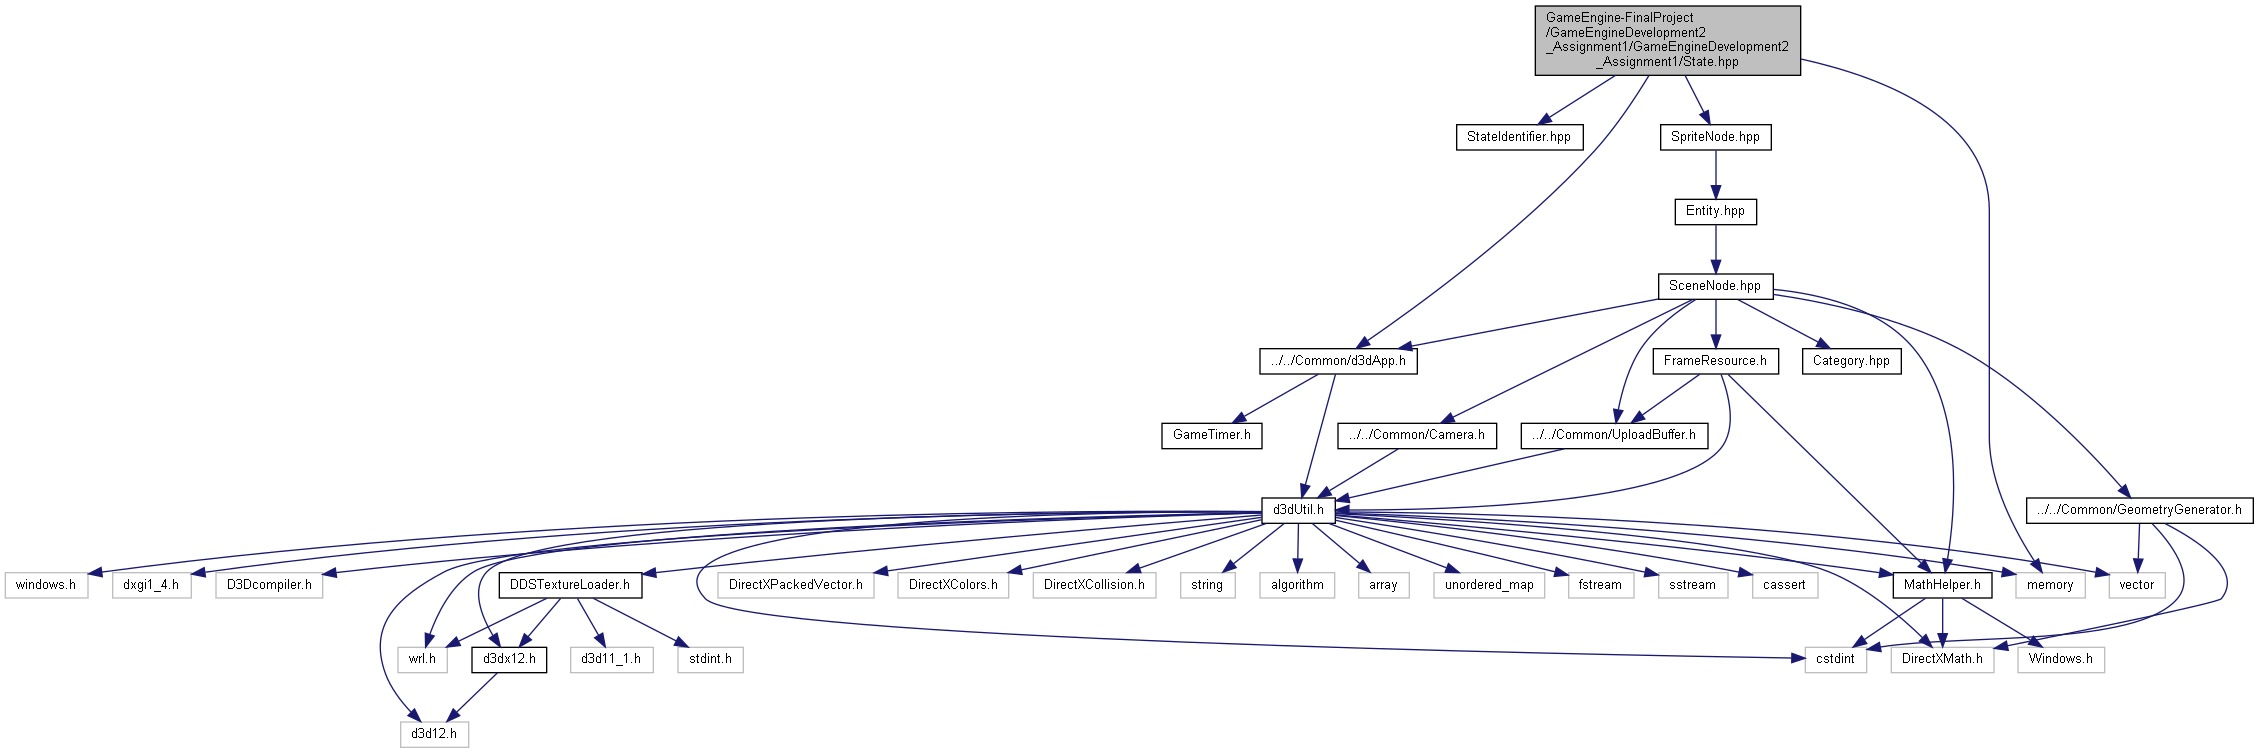 GameEngine-FinalProject
/GameEngineDevelopment2
_Assignment1/GameEngineDevelopment2
_Assignment1/State.hpp
StateIdentifier.hpp
SpriteNode.hpp
Entity.hpp
SceneNode.hpp
../../Common/d3dApp.h
FrameResource.h
Category.hpp
GameTimer.h
../../Common/Camera.h
../../Common/UploadBuffer.h
d3dUtil.h
../../Common/GeometryGenerator.h
windows.h
dxgi1_4.h
D3Dcompiler.h
DDSTextureLoader.h
DirectXPackedVector.h
DirectXColors.h
DirectXCollision.h
string
algorithm
array
unordered_map
fstream
sstream
cassert
MathHelper.h
memory
vector
wrl.h
d3dx12.h
d3d11_1.h
stdint.h
cstdint
DirectXMath.h
Windows.h
d3d12.h